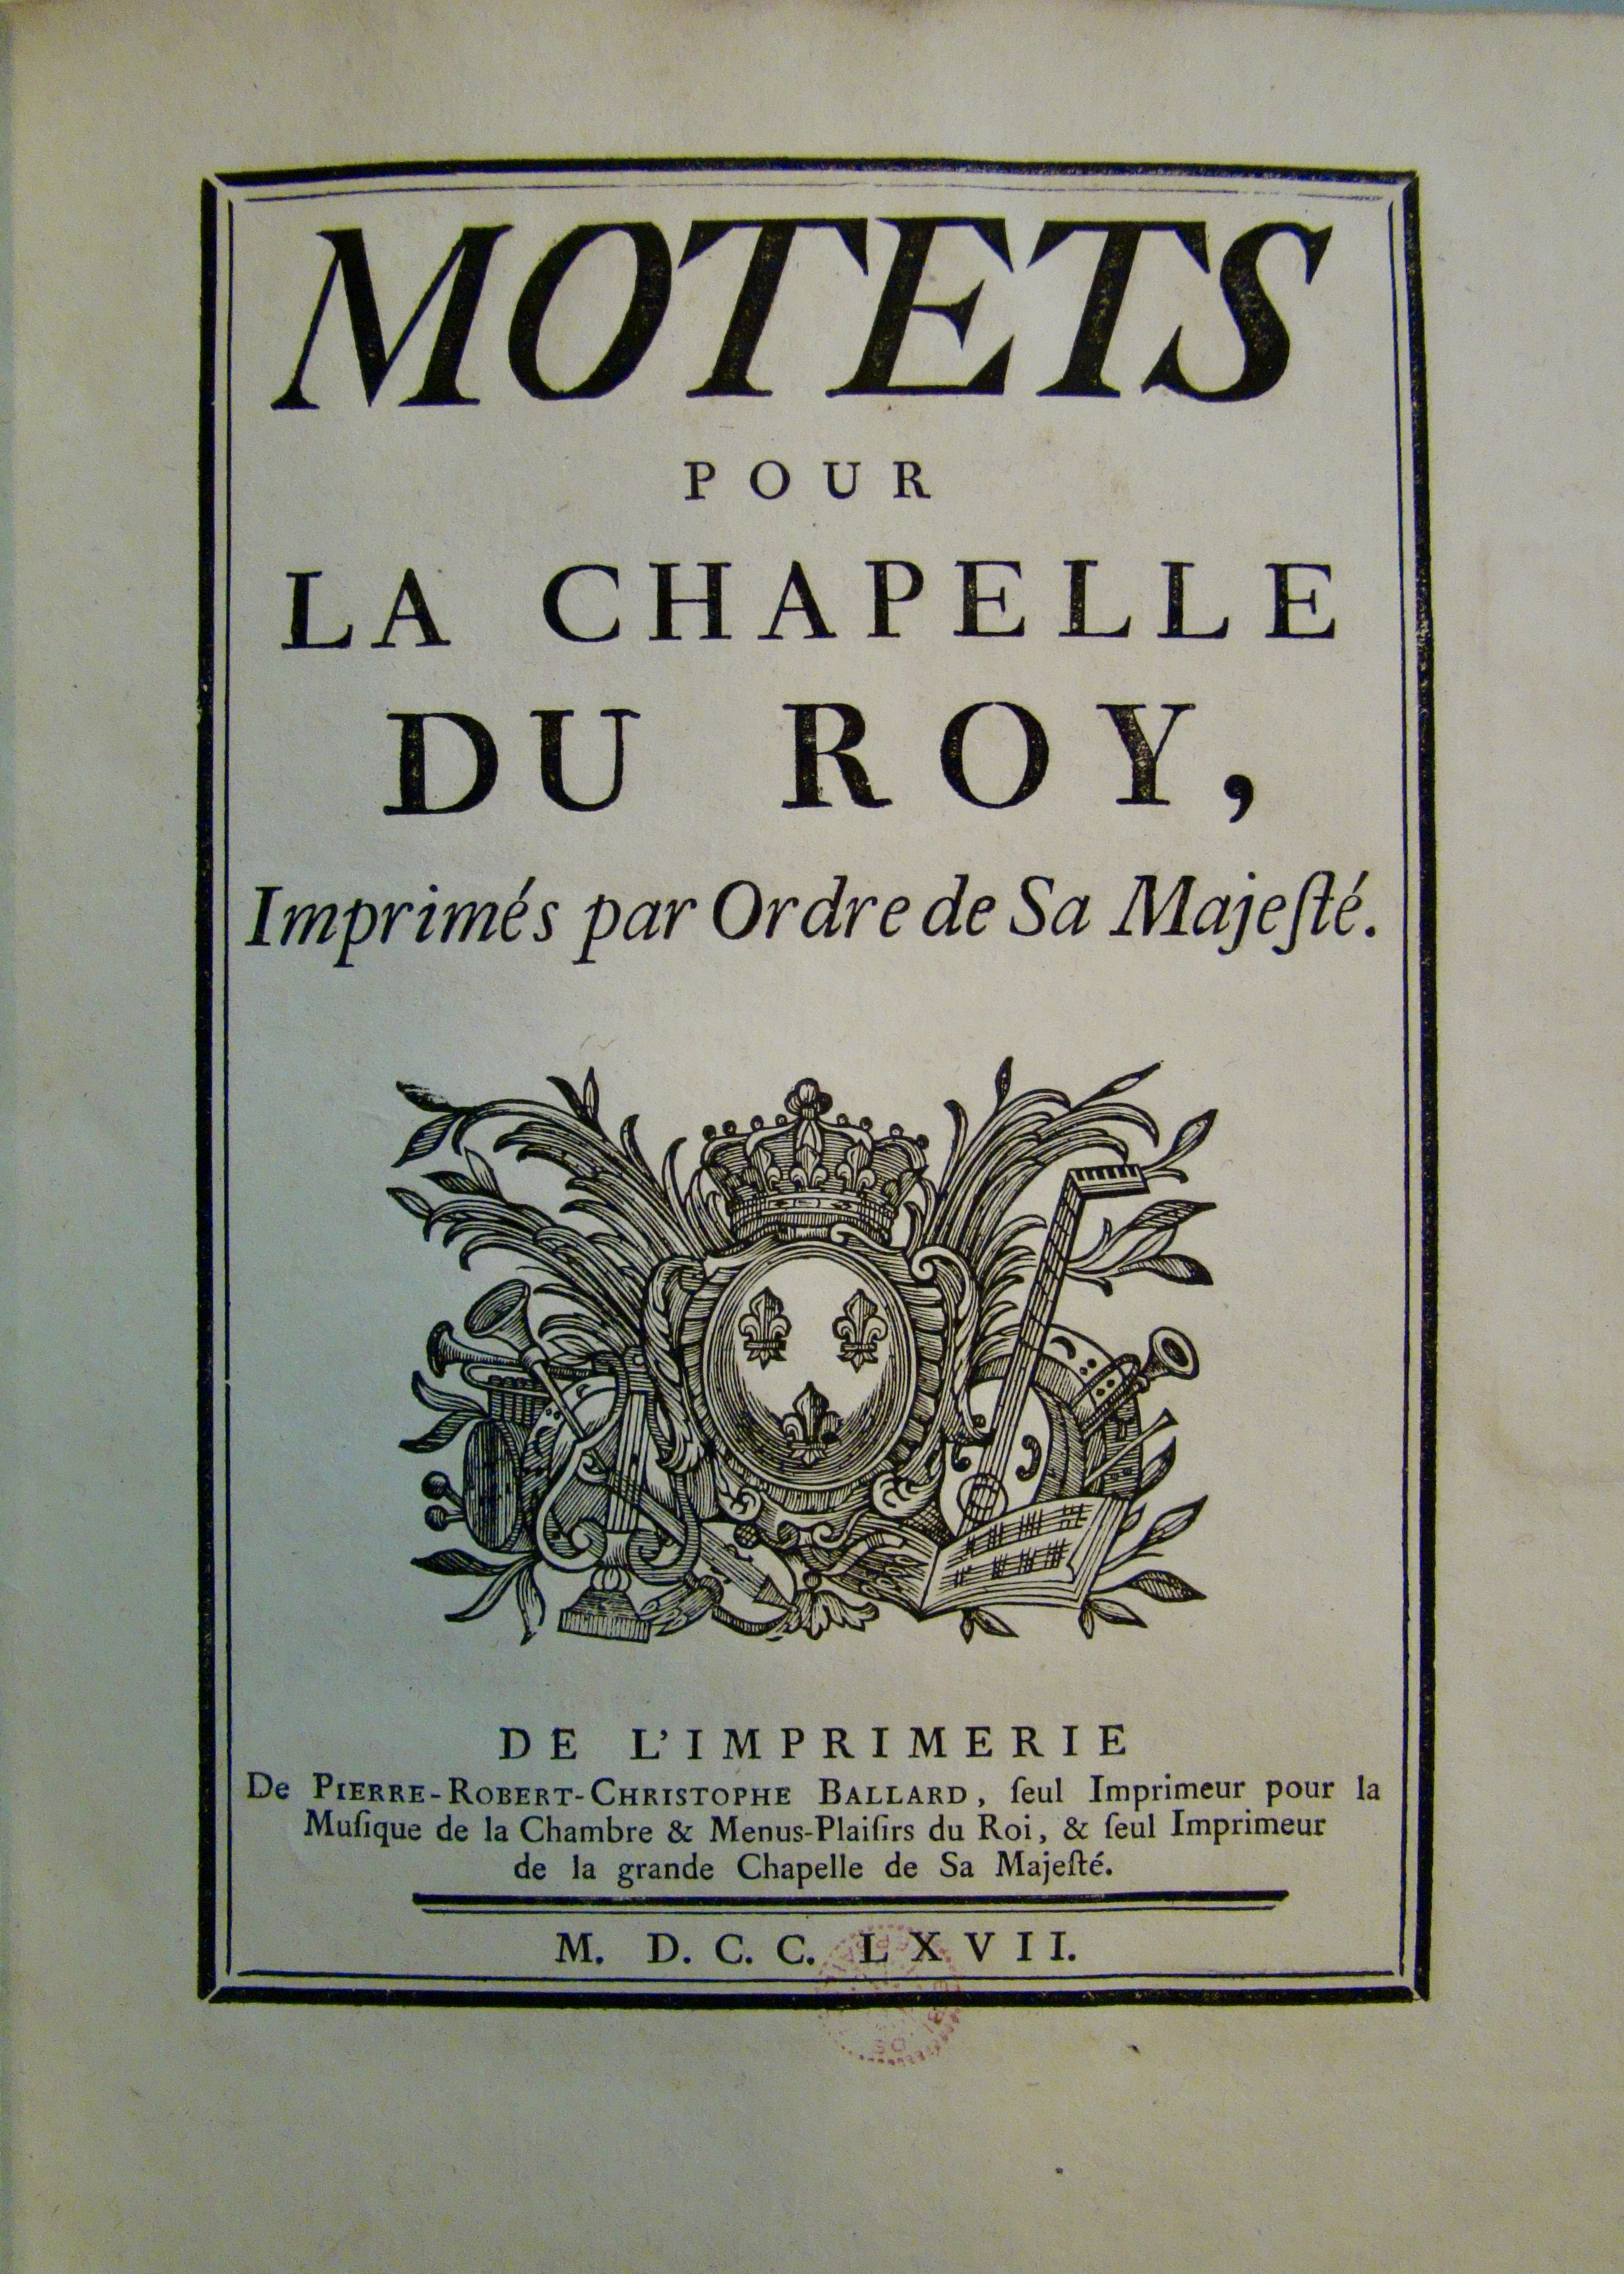 MOTETS
POUR
LA CHAPELLE
DU ROY,
Imprimés par Ordre de Sa Majeſté.
DE L'IMPRIMERIE
De PIERRE-ROBERT-CHRISTOPHE BALLARD, ſeul Imprimeur pour la
Muſique de la Chambre & Menus-Plaiſirs du Roi, & ſeul Imprimeur
de la grande Chapelle de Sa Majeſté.
M. D. C. C. LXVII.